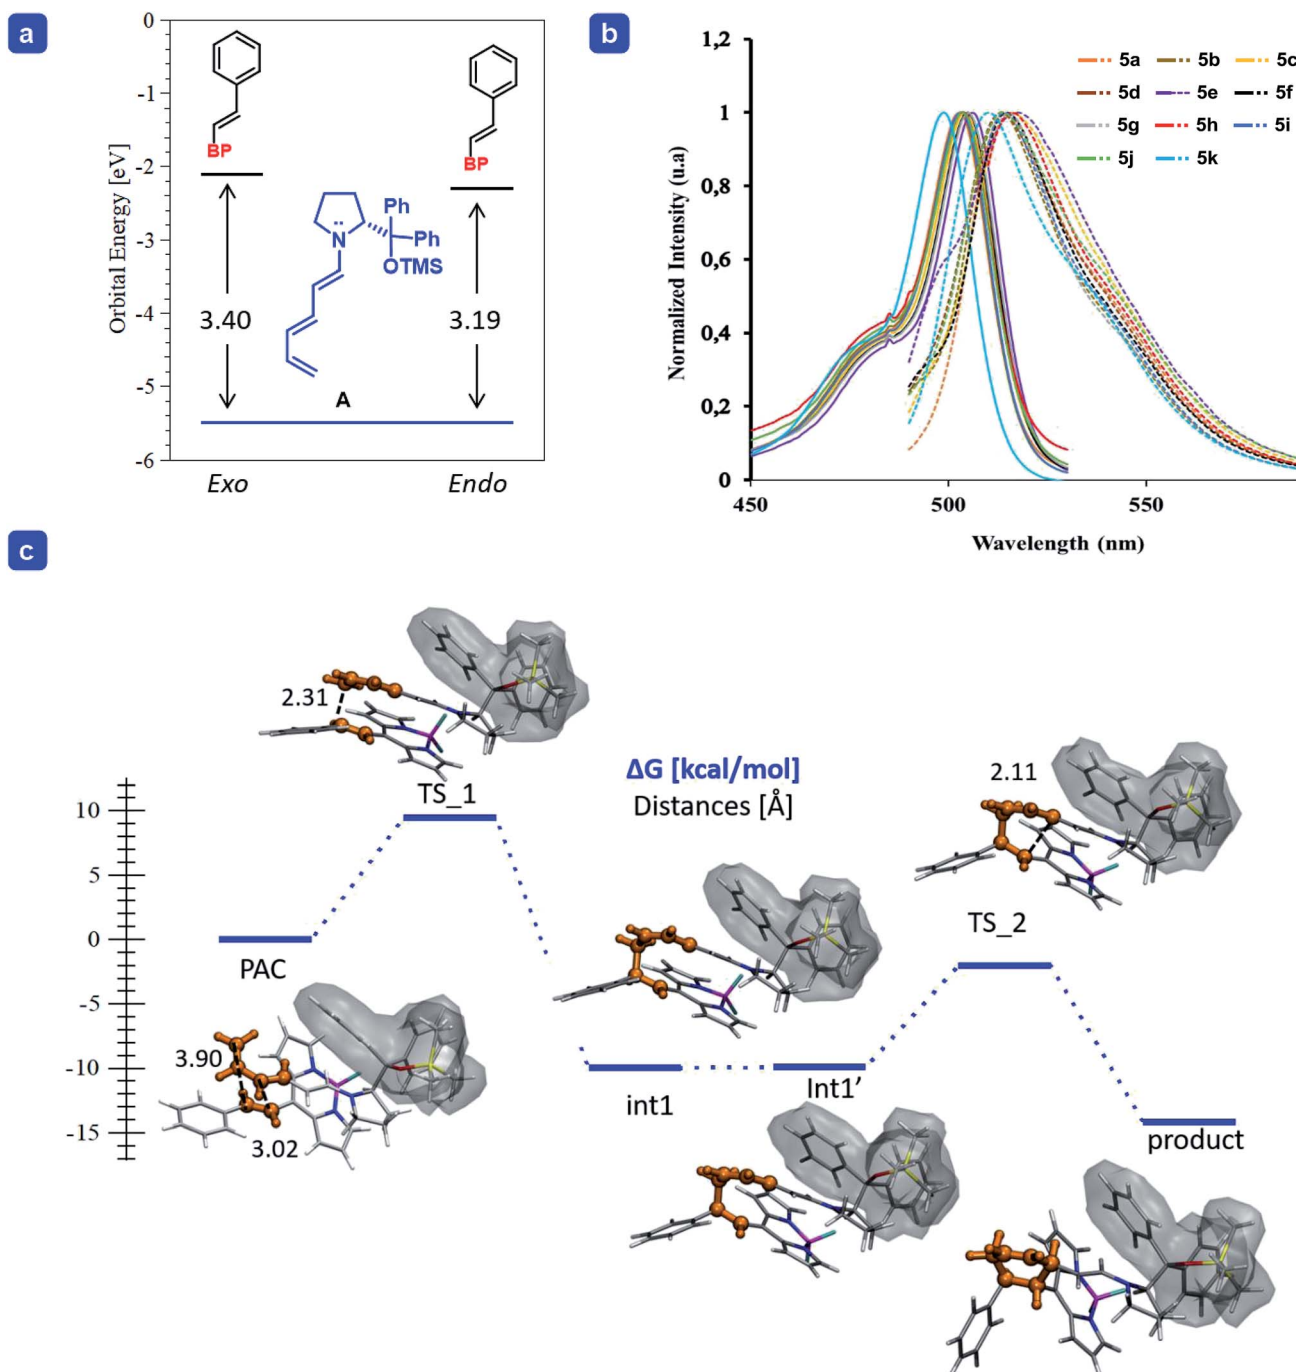 a
0
-1
-2
-3
-4
-5
-6
Orbital Energy [eV]
BP
BP
N
Ph
Ph
OTMS
3.40
3.19
A
Exo
Endo
b
1,2
1
0,8
0,6
0,4
0,2
0
Normalized Intensity (u.a)
5a 5b 5c
5d 5e 5f
5g 5h 5i
5j 5k
450 500 550
Wavelength (nm)
c
2.31
TS_1
ΔG [kcal/mol]
Distances [Å]
2.11
TS_2
10
5
0
-5
-10
-15
PAC
3.90
3.02
int1
Int1’
product